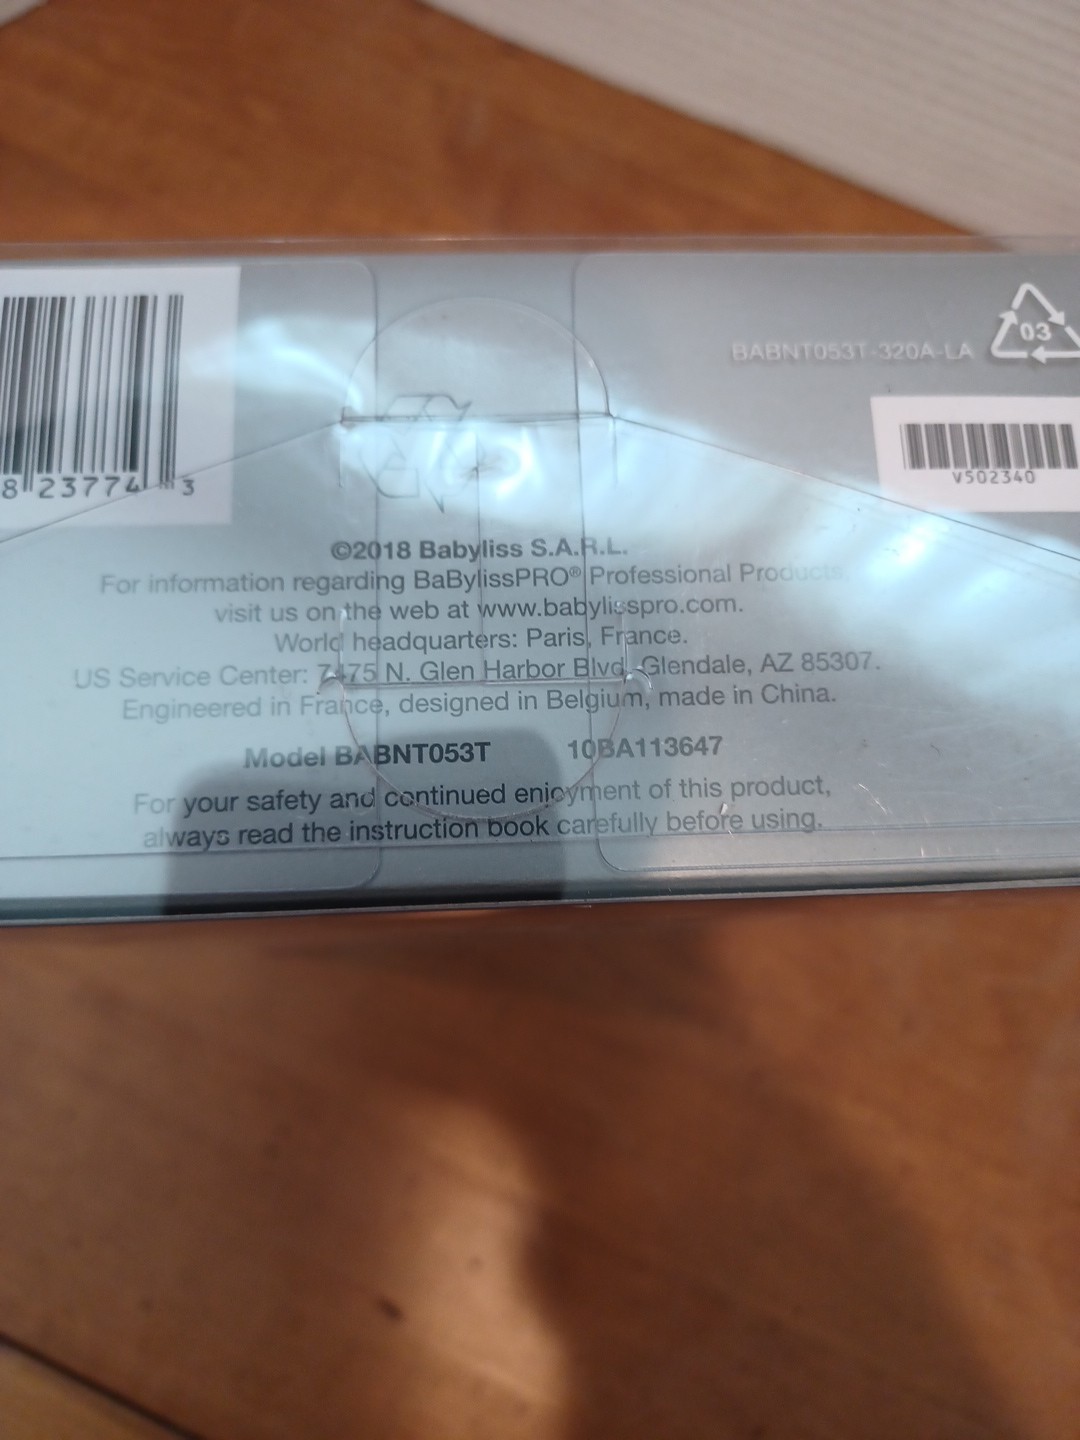 03
BABNT053T-320A-LA
8 23774 3
V502340
©2018 Babyliss S.A.R.L.
For information regarding BaBylissPRO® Professional Products,
visit us on the web at www.babylisspro.com.
World headquarters: Paris, France.
US Service Center: 7475 N. Glen Harbor Blvd. Glendale, AZ 85307.
Engineered in France, designed in Belgium, made in China.
Model BABNT053T 10BA113647
For your safety and continued enjoyment of this product,
always read the instruction book carefully before using.